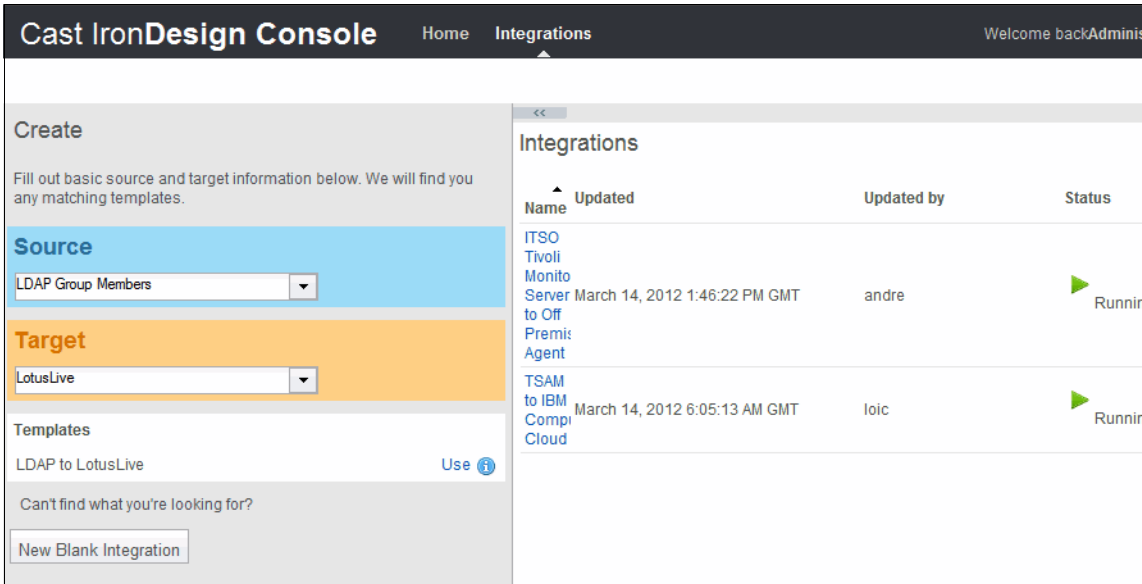 Cast IronDesign Console
Home
Integrations
Welcome backAdminis
Create
Fill out basic source and target information below. We will find you
any matching templates.
Source
LDAP Group Members
Target
LotusLive
Templates
LDAP to LotusLive
Use
Can't find what you're looking for?
New Blank Integration
<<
Integrations
Name
Updated
Updated by
Status
ITSO
Tivoli
Monito
Server
to Off
Premis
Agent
March 14, 2012 1:46:22 PM GMT
andre
Runnin
TSAM
to IBM
Compu
Cloud
March 14, 2012 6:05:13 AM GMT
loic
Runnin